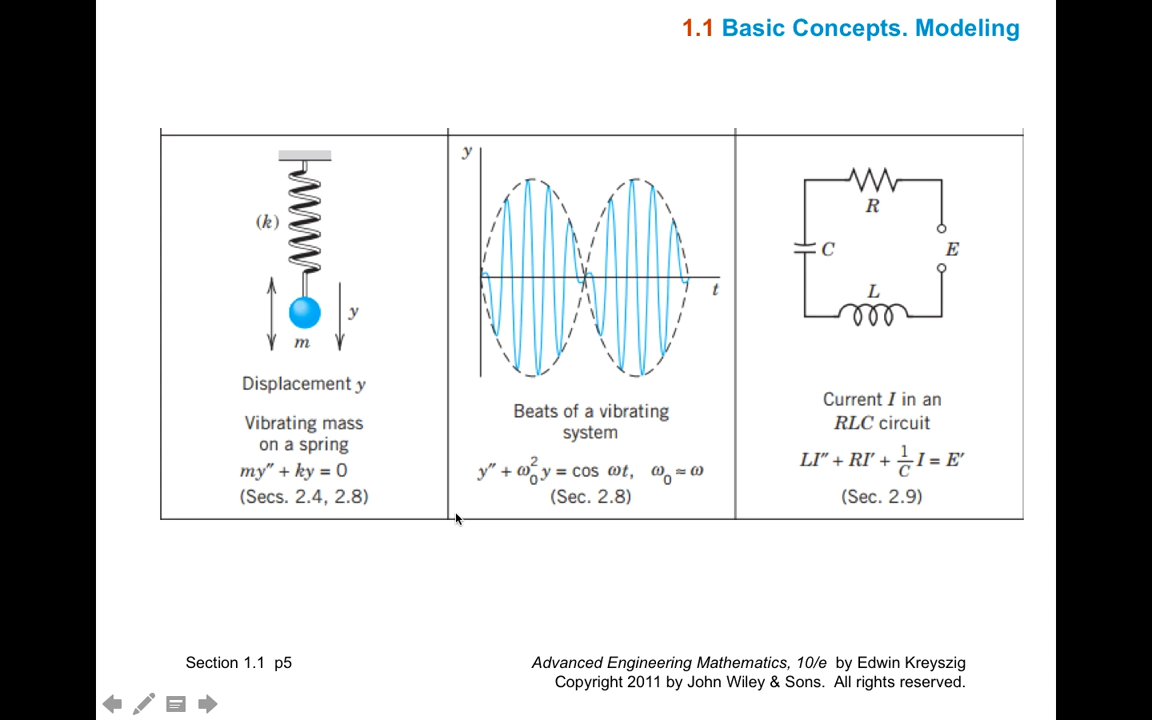 1.1 Basic Concepts. Modeling
(k)
y
m
Displacement y
Vibrating mass
on a spring
my″ + ky = 0
(Secs. 2.4, 2.8)
y
t
Beats of a vibrating
system
y″ + ω₀²y = cos ωt, ω₀ ≈ ω
(Sec. 2.8)
R
C
E
L
Current I in an
RLC circuit
LI″ + RI′ + 1/C I = E′
(Sec. 2.9)
Section 1.1 p5
Advanced Engineering Mathematics, 10/e by Edwin Kreyszig
Copyright 2011 by John Wiley & Sons. All rights reserved.